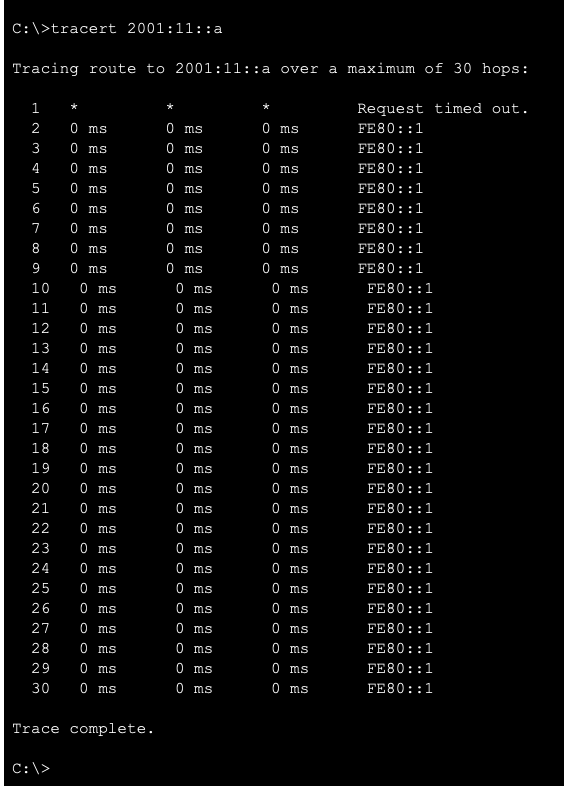 C:\>tracert 2001:11::a
Tracing route to 2001:11::a over a maximum of 30 hops:
1 * * * Request timed out.
2 0 ms 0 ms 0 ms FE80::1
3 0 ms 0 ms 0 ms FE80::1
4 0 ms 0 ms 0 ms FE80::1
5 0 ms 0 ms 0 ms FE80::1
6 0 ms 0 ms 0 ms FE80::1
7 0 ms 0 ms 0 ms FE80::1
8 0 ms 0 ms 0 ms FE80::1
9 0 ms 0 ms 0 ms FE80::1
10 0 ms 0 ms 0 ms FE80::1
11 0 ms 0 ms 0 ms FE80::1
12 0 ms 0 ms 0 ms FE80::1
13 0 ms 0 ms 0 ms FE80::1
14 0 ms 0 ms 0 ms FE80::1
15 0 ms 0 ms 0 ms FE80::1
16 0 ms 0 ms 0 ms FE80::1
17 0 ms 0 ms 0 ms FE80::1
18 0 ms 0 ms 0 ms FE80::1
19 0 ms 0 ms 0 ms FE80::1
20 0 ms 0 ms 0 ms FE80::1
21 0 ms 0 ms 0 ms FE80::1
22 0 ms 0 ms 0 ms FE80::1
23 0 ms 0 ms 0 ms FE80::1
24 0 ms 0 ms 0 ms FE80::1
25 0 ms 0 ms 0 ms FE80::1
26 0 ms 0 ms 0 ms FE80::1
27 0 ms 0 ms 0 ms FE80::1
28 0 ms 0 ms 0 ms FE80::1
29 0 ms 0 ms 0 ms FE80::1
30 0 ms 0 ms 0 ms FE80::1
Trace complete.
C:\>